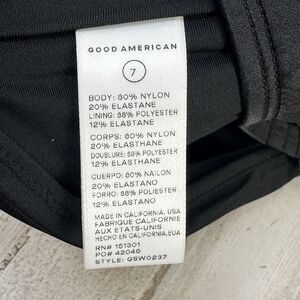 GOOD AMERICAN
7
BODY: 80% NYLON
20% ELASTANE
LINING: 88% POLYESTER
12% ELASTANE
CORPS: 80% NYLON
20% ELASTHANE
DOUBLURE: 88% POLYESTER
12% ELASTHANE
CUERPO: 80% NAILON
20% ELASTANO
FORRO: 88% POLIESTER
12% ELASTANO
MADE IN CALIFORNIA, USA
FABRIQUE CALIFORNIE
AUX ETATS-UNIS
HECHO EN CALIFORNIA,EUA
RN# 151301
PO# 42046
STYLE: GSW0237